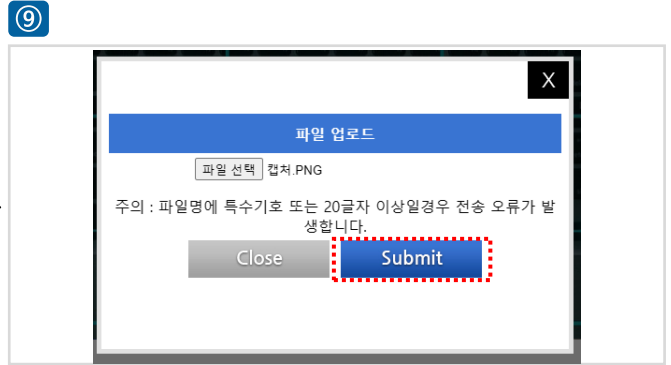 ⑨
X
파일 업로드
파일 선택 캡처.PNG
주의 : 파일명에 특수기호 또는 20글자 이상일경우 전송 오류가 발
생합니다.
Close Submit